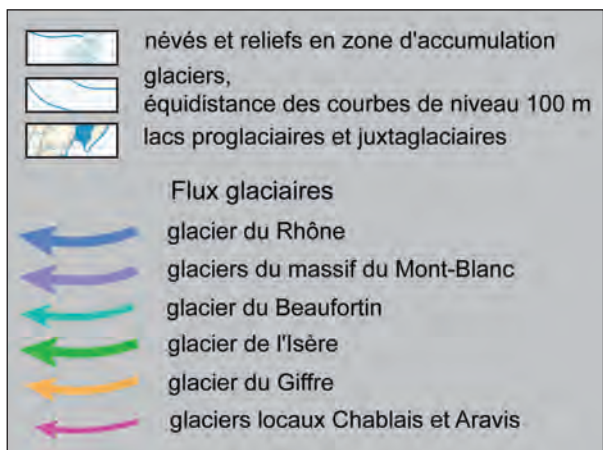 névés et reliefs en zone d'accumulation
glaciers,
équidistance des courbes de niveau 100 m
lacs proglaciaires et juxtaglaciaires
Flux glaciaires
glacier du Rhône
glaciers du massif du Mont-Blanc
glacier du Beaufortin
glacier de l'Isère
glacier du Giffre
glaciers locaux Chablais et Aravis